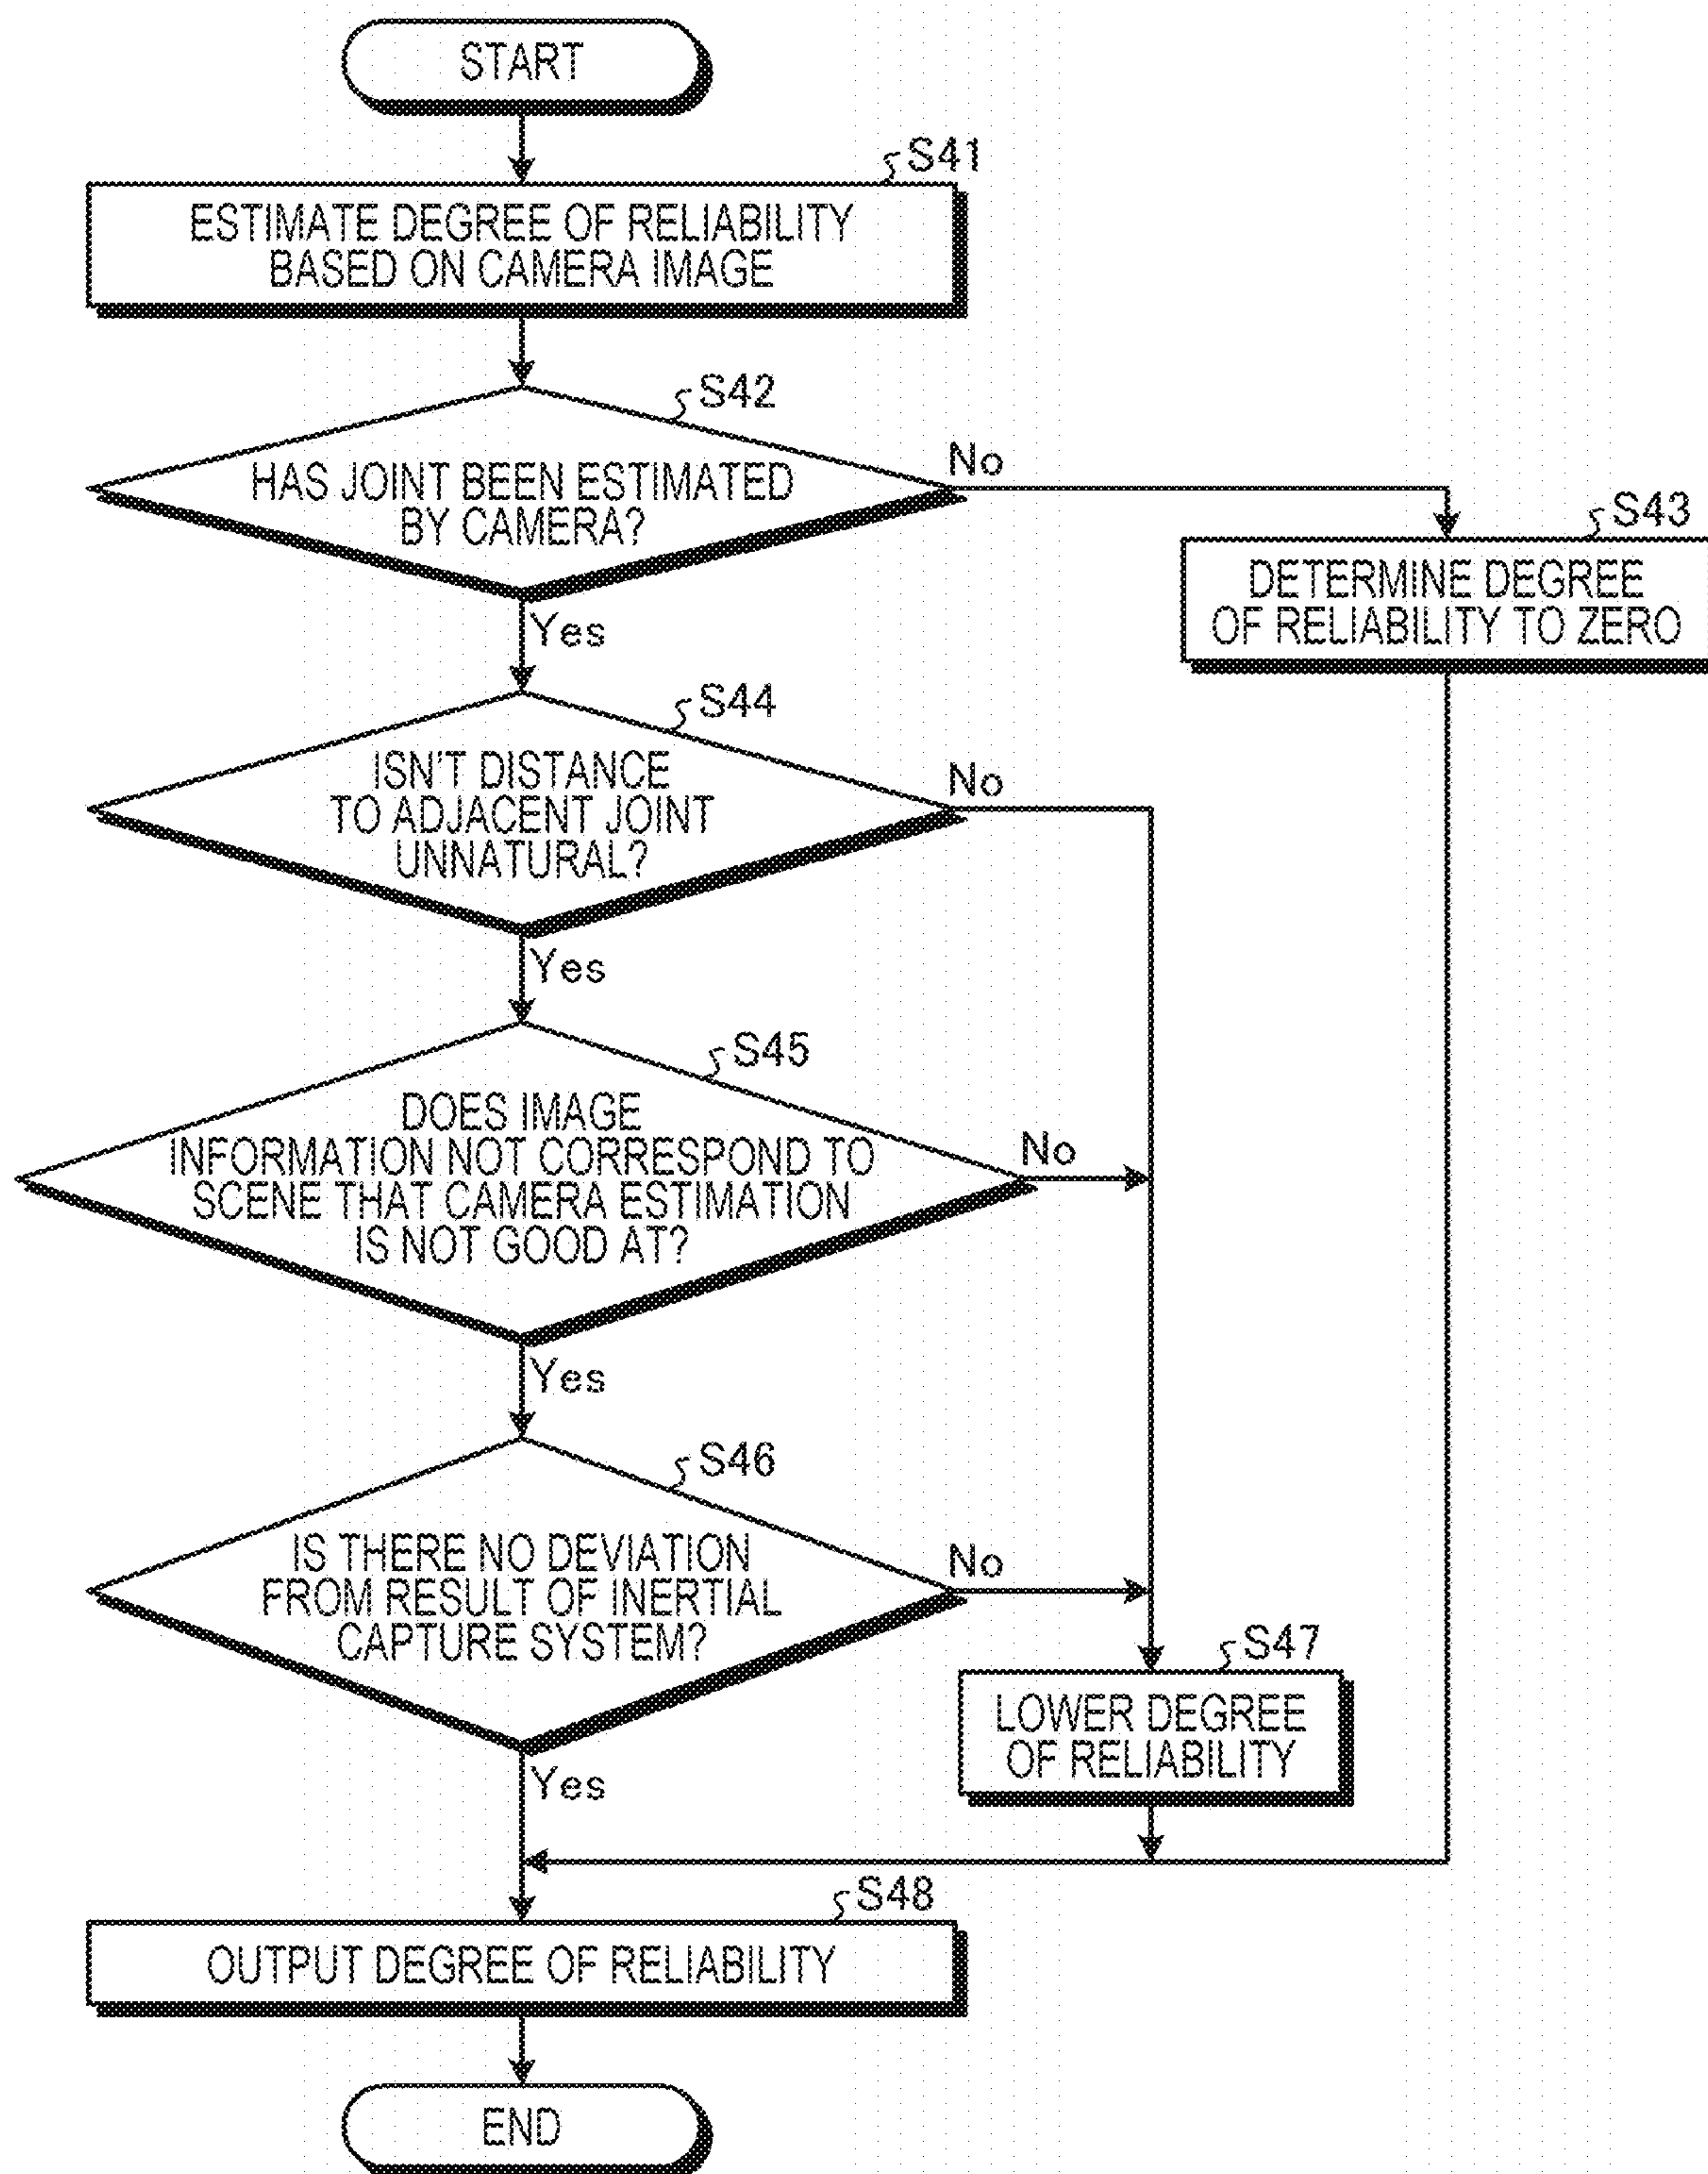 START
S41
ESTIMATE DEGREE OF RELIABILITY
BASED ON CAMERA IMAGE
S42
HAS JOINT BEEN ESTIMATED
BY CAMERA?
No
Yes
S43
DETERMINE DEGREE
OF RELIABILITY TO ZERO
S44
ISN'T DISTANCE
TO ADJACENT JOINT
UNNATURAL?
No
Yes
S45
DOES IMAGE
INFORMATION NOT CORRESPOND TO
SCENE THAT CAMERA ESTIMATION
IS NOT GOOD AT?
No
Yes
S46
IS THERE NO DEVIATION
FROM RESULT OF INERTIAL
CAPTURE SYSTEM?
No
Yes
S47
LOWER DEGREE
OF RELIABILITY
S48
OUTPUT DEGREE OF RELIABILITY
END